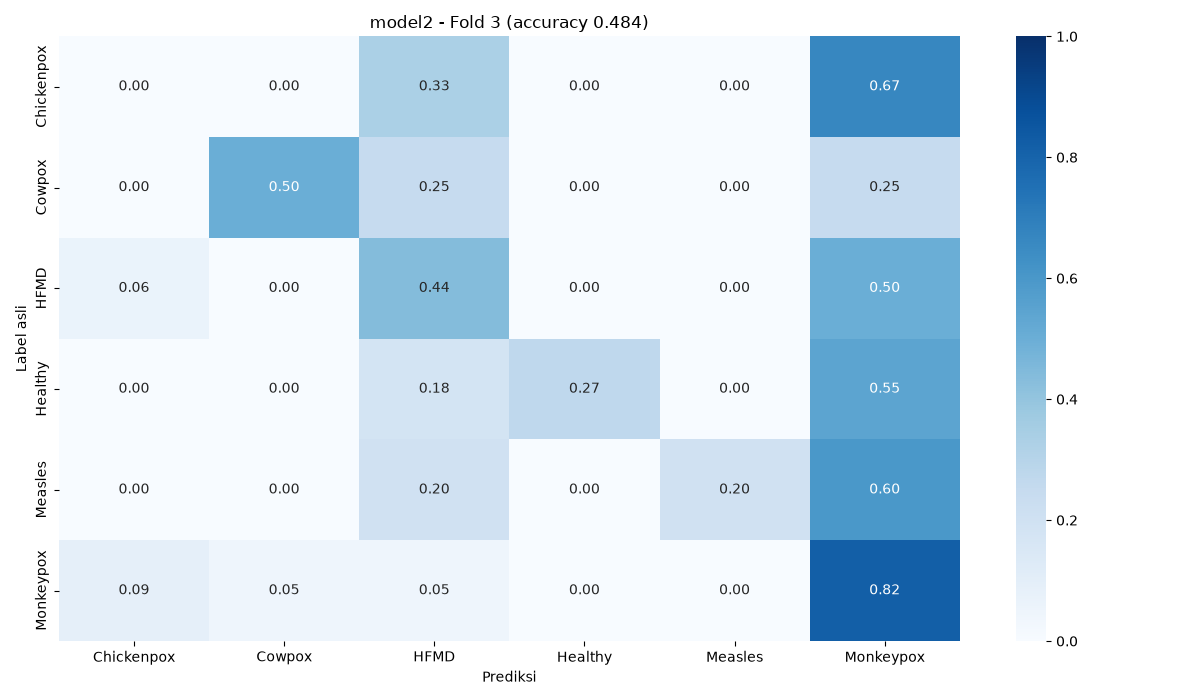 model2 - Fold 3 (accuracy 0.484)
Label asli
Chickenpox 0.00 0.00 0.33 0.00 0.00 0.67
Cowpox 0.00 0.50 0.25 0.00 0.00 0.25
HFMD 0.06 0.00 0.44 0.00 0.00 0.50
Healthy 0.00 0.00 0.18 0.27 0.00 0.55
Measles 0.00 0.00 0.20 0.00 0.20 0.60
Monkeypox 0.09 0.05 0.05 0.00 0.00 0.82
Chickenpox Cowpox HFMD Healthy Measles Monkeypox
Prediksi
1.0
0.8
0.6
0.4
0.2
0.0